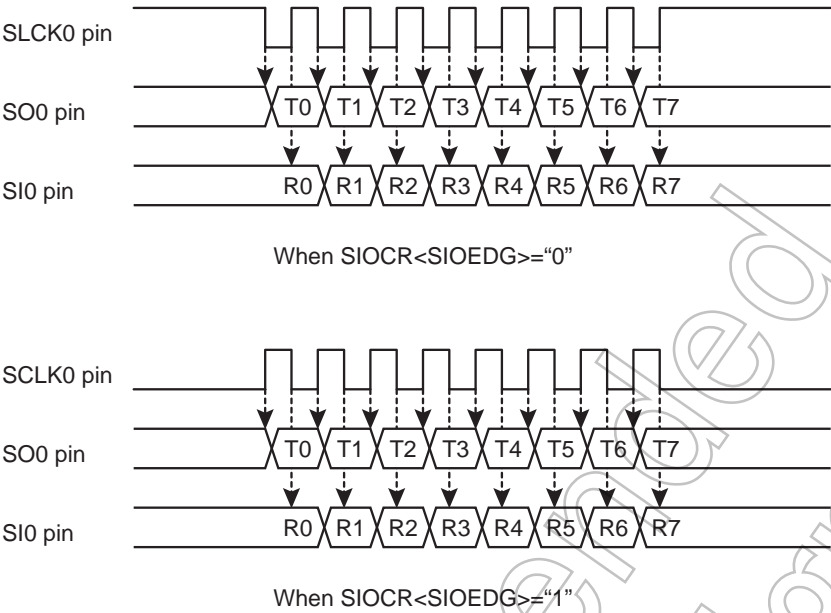 SLCK0 pin
SO0 pin
T0 T1 T2 T3 T4 T5 T6 T7
SI0 pin
R0 R1 R2 R3 R4 R5 R6 R7
When SIOCR<SIOEDG>=“0”
SCLK0 pin
SO0 pin
T0 T1 T2 T3 T4 T5 T6 T7
SI0 pin
R0 R1 R2 R3 R4 R5 R6 R7
When SIOCR<SIOEDG>=“1”